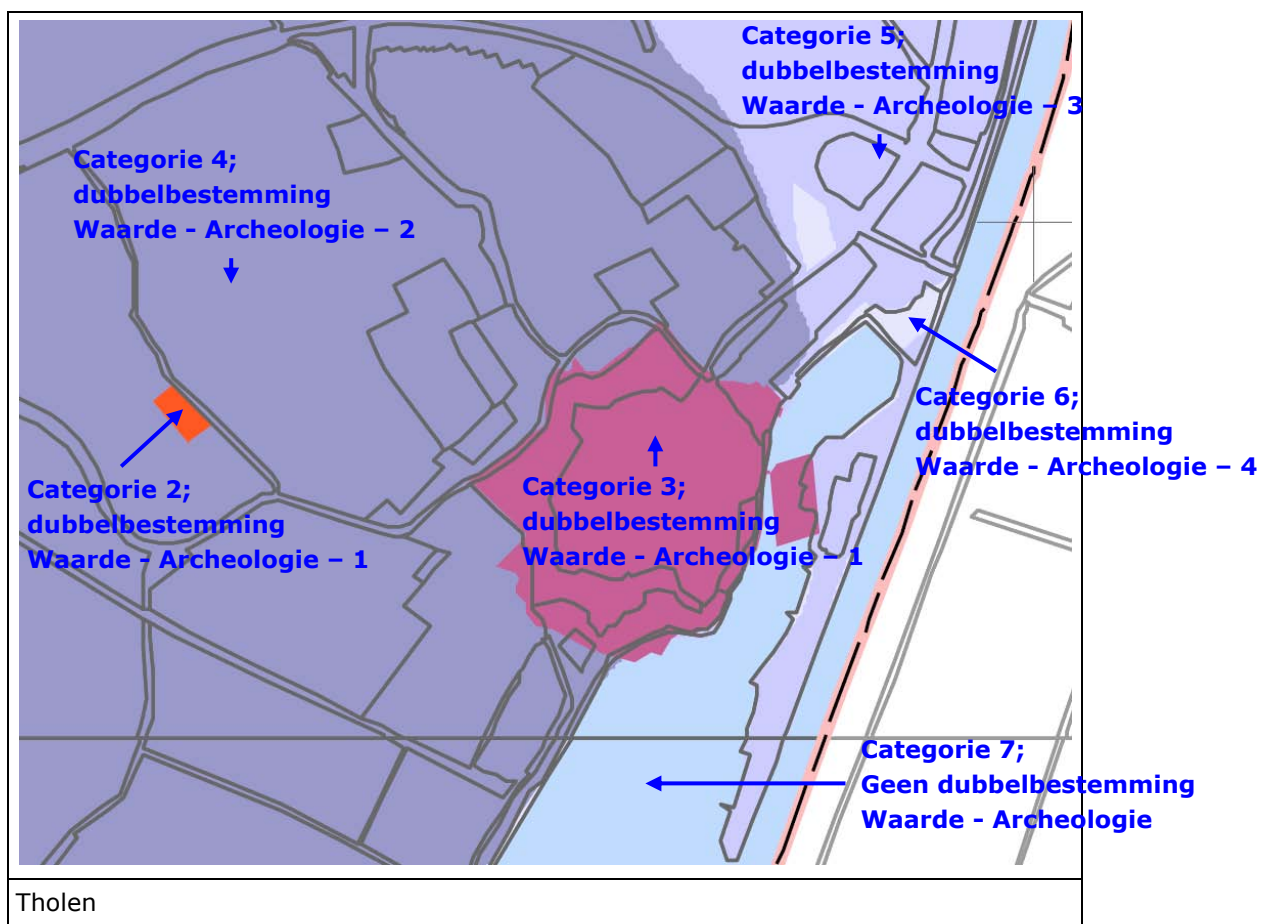 Categorie 5;
dubbelbestemming
Waarde - Archeologie – 3
Categorie 4;
dubbelbestemming
Waarde - Archeologie – 2
Categorie 6;
dubbelbestemming
Waarde - Archeologie – 4
Categorie 2;
dubbelbestemming
Waarde - Archeologie – 1
Categorie 3;
dubbelbestemming
Waarde - Archeologie – 1
Categorie 7;
Geen dubbelbestemming
Waarde - Archeologie
Tholen